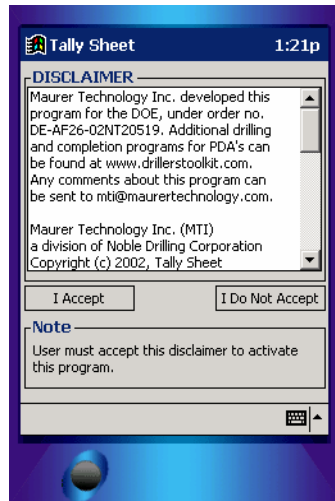 Tally Sheet 1:21p
DISCLAIMER
Maurer Technology Inc. developed this
program for the DOE, under order no.
DE-AF26-02NT20519. Additional drilling
and completion programs for PDA's can
be found at www.drillerstoolkit.com.
Any comments about this program can
be sent to mti@maurertechnology.com.
Maurer Technology Inc. (MTI)
a division of Noble Drilling Corporation
Copyright (c) 2002, Tally Sheet
I Accept I Do Not Accept
Note
User must accept this disclaimer to activate
this program.